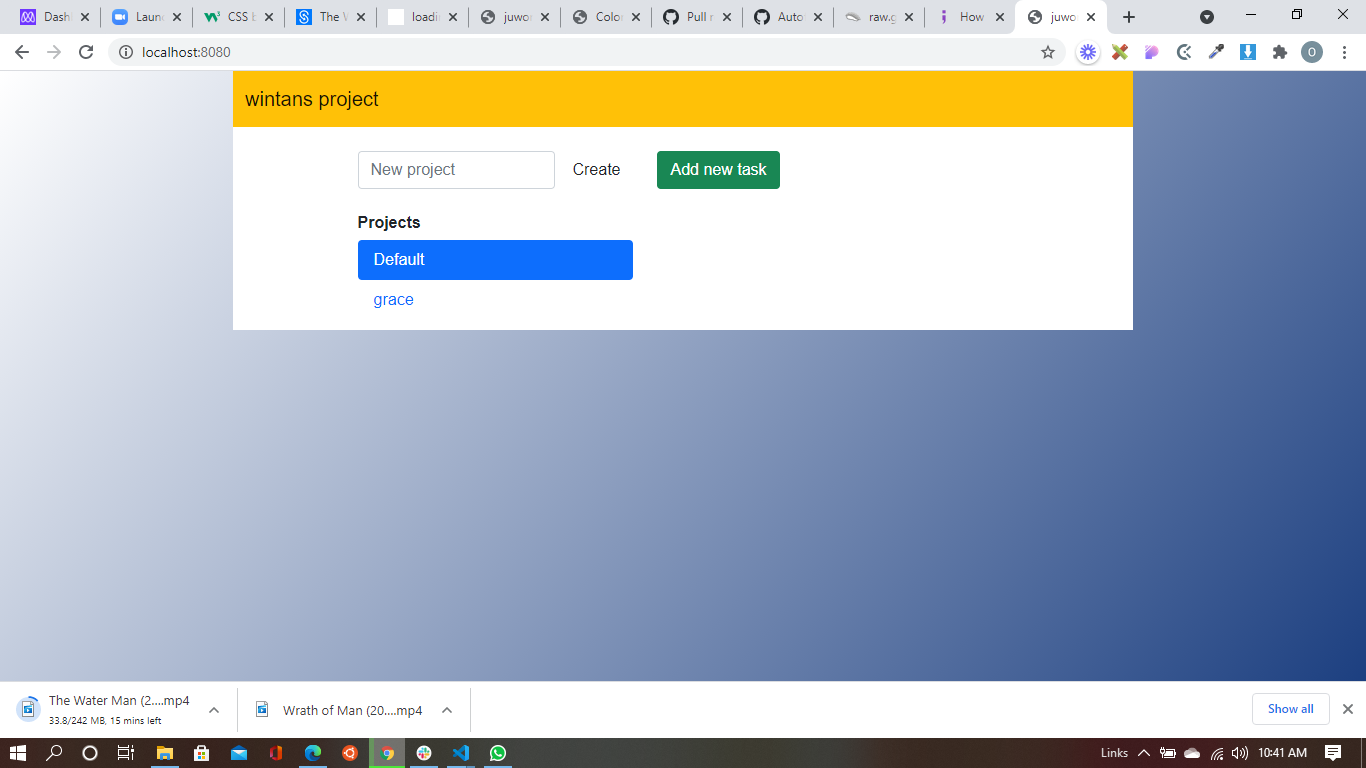 Dash
Laun
CSS b
The W
loadi
juwo
Color
Pull r
Auto
raw.g
How
juwo
localhost:8080
O
wintans project
New project
Create
Add new task
Projects
Default
grace
The Water Man (2....mp4
33.8/242 MB, 15 mins left
Wrath of Man (20....mp4
Show all
Links
10:41 AM